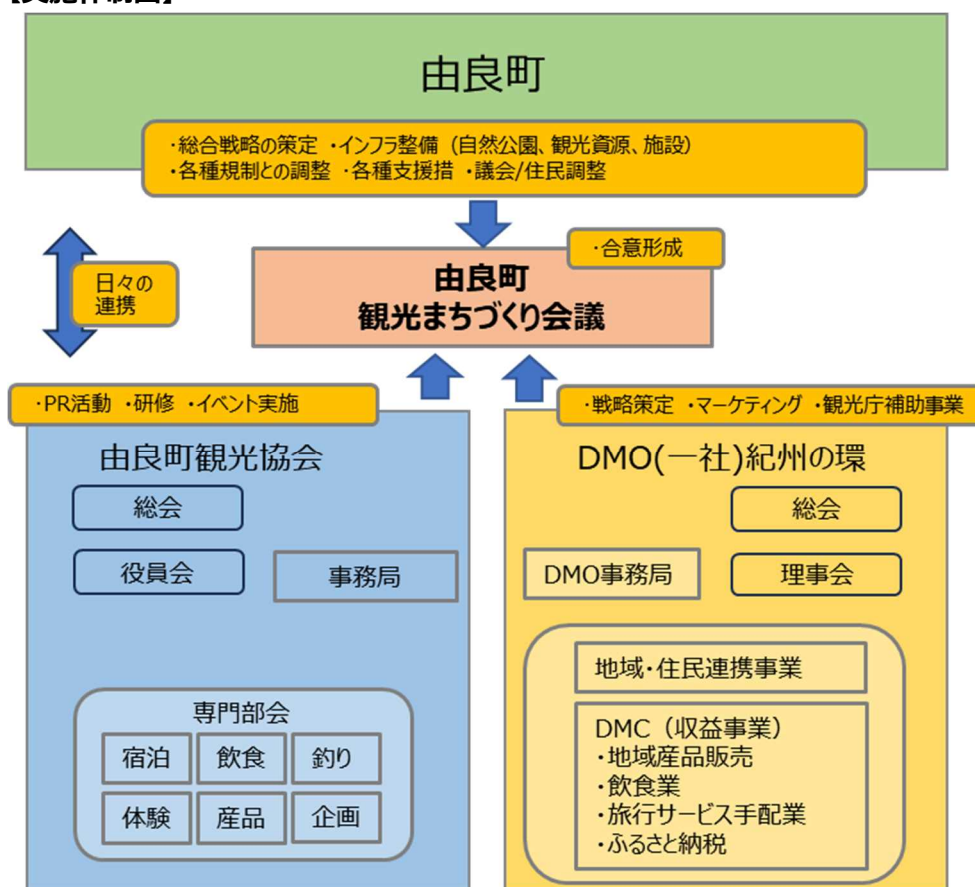 由良町
・総合戦略の策定 ・インフラ整備（自然公園、観光資源、施設）
・各種規制との調整 ・各種支援措 ・議会/住民調整
・合意形成
日々の
連携
由良町
観光まちづくり会議
・PR活動 ・研修 ・イベント実施
由良町観光協会
総会
役員会
事務局
専門部会
宿泊 飲食 釣り
体験 産品 企画
・戦略策定 ・マーケティング ・観光庁補助事業
DMO(一社)紀州の環
総会
DMO事務局
理事会
地域・住民連携事業
DMC（収益事業）
・地域産品販売
・飲食業
・旅行サービス手配業
・ふるさと納税